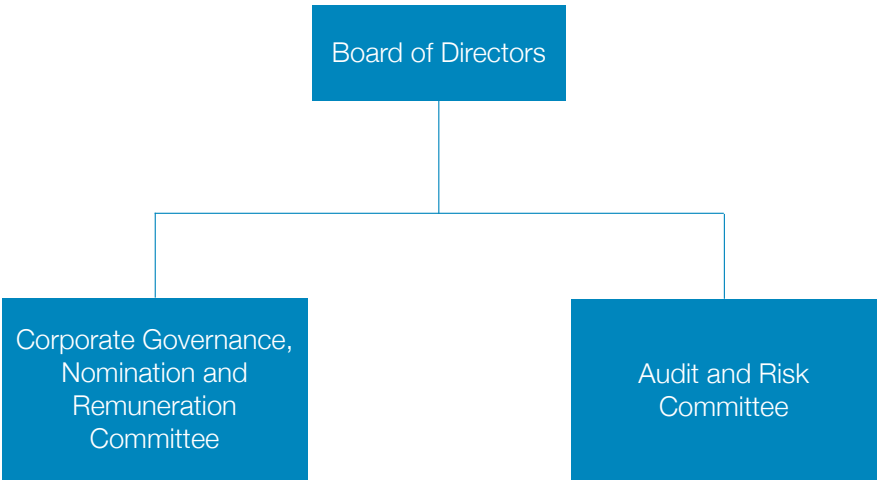 Board of Directors
Corporate Governance,
Nomination and
Remuneration
Committee
Audit and Risk
Committee